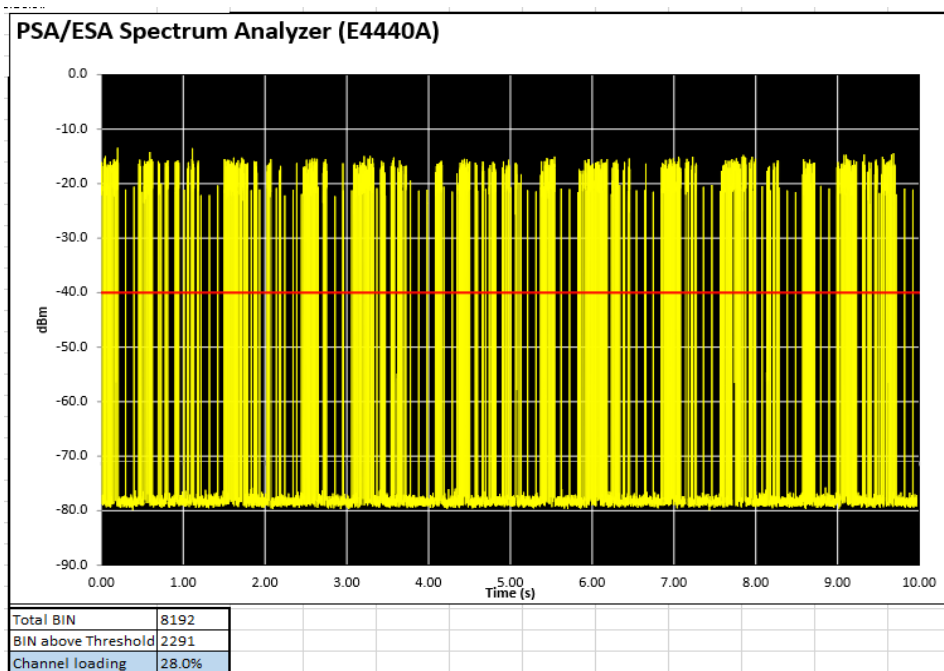 PSA/ESA Spectrum Analyzer (E4440A)
0.0
-10.0
-20.0
-30.0
-40.0
-50.0
-60.0
-70.0
-80.0
-90.0
dBm
0.00 1.00 2.00 3.00 4.00 5.00 6.00 7.00 8.00 9.00 10.00
Time (s)
Total BIN 8192
BIN above Threshold 2291
Channel loading 28.0%